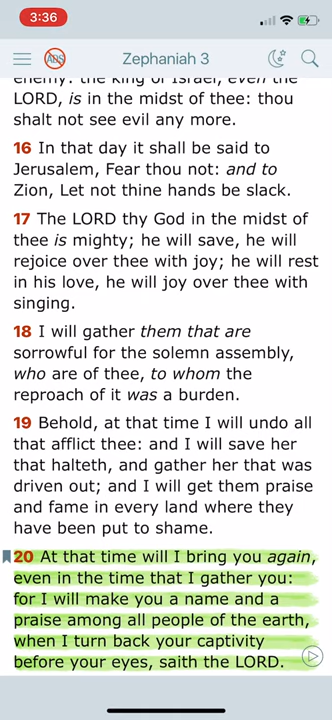 3:36
ADS
Zephaniah 3
enemy: the king of Israel, even the
LORD, is in the midst of thee: thou
shalt not see evil any more.
16 In that day it shall be said to
Jerusalem, Fear thou not: and to
Zion, Let not thine hands be slack.
17 The LORD thy God in the midst of
thee is mighty; he will save, he will
rejoice over thee with joy; he will rest
in his love, he will joy over thee with
singing.
18 I will gather them that are
sorrowful for the solemn assembly,
who are of thee, to whom the
reproach of it was a burden.
19 Behold, at that time I will undo all
that afflict thee: and I will save her
that halteth, and gather her that was
driven out; and I will get them praise
and fame in every land where they
have been put to shame.
20 At that time will I bring you again,
even in the time that I gather you:
for I will make you a name and a
praise among all people of the earth,
when I turn back your captivity
before your eyes, saith the LORD.